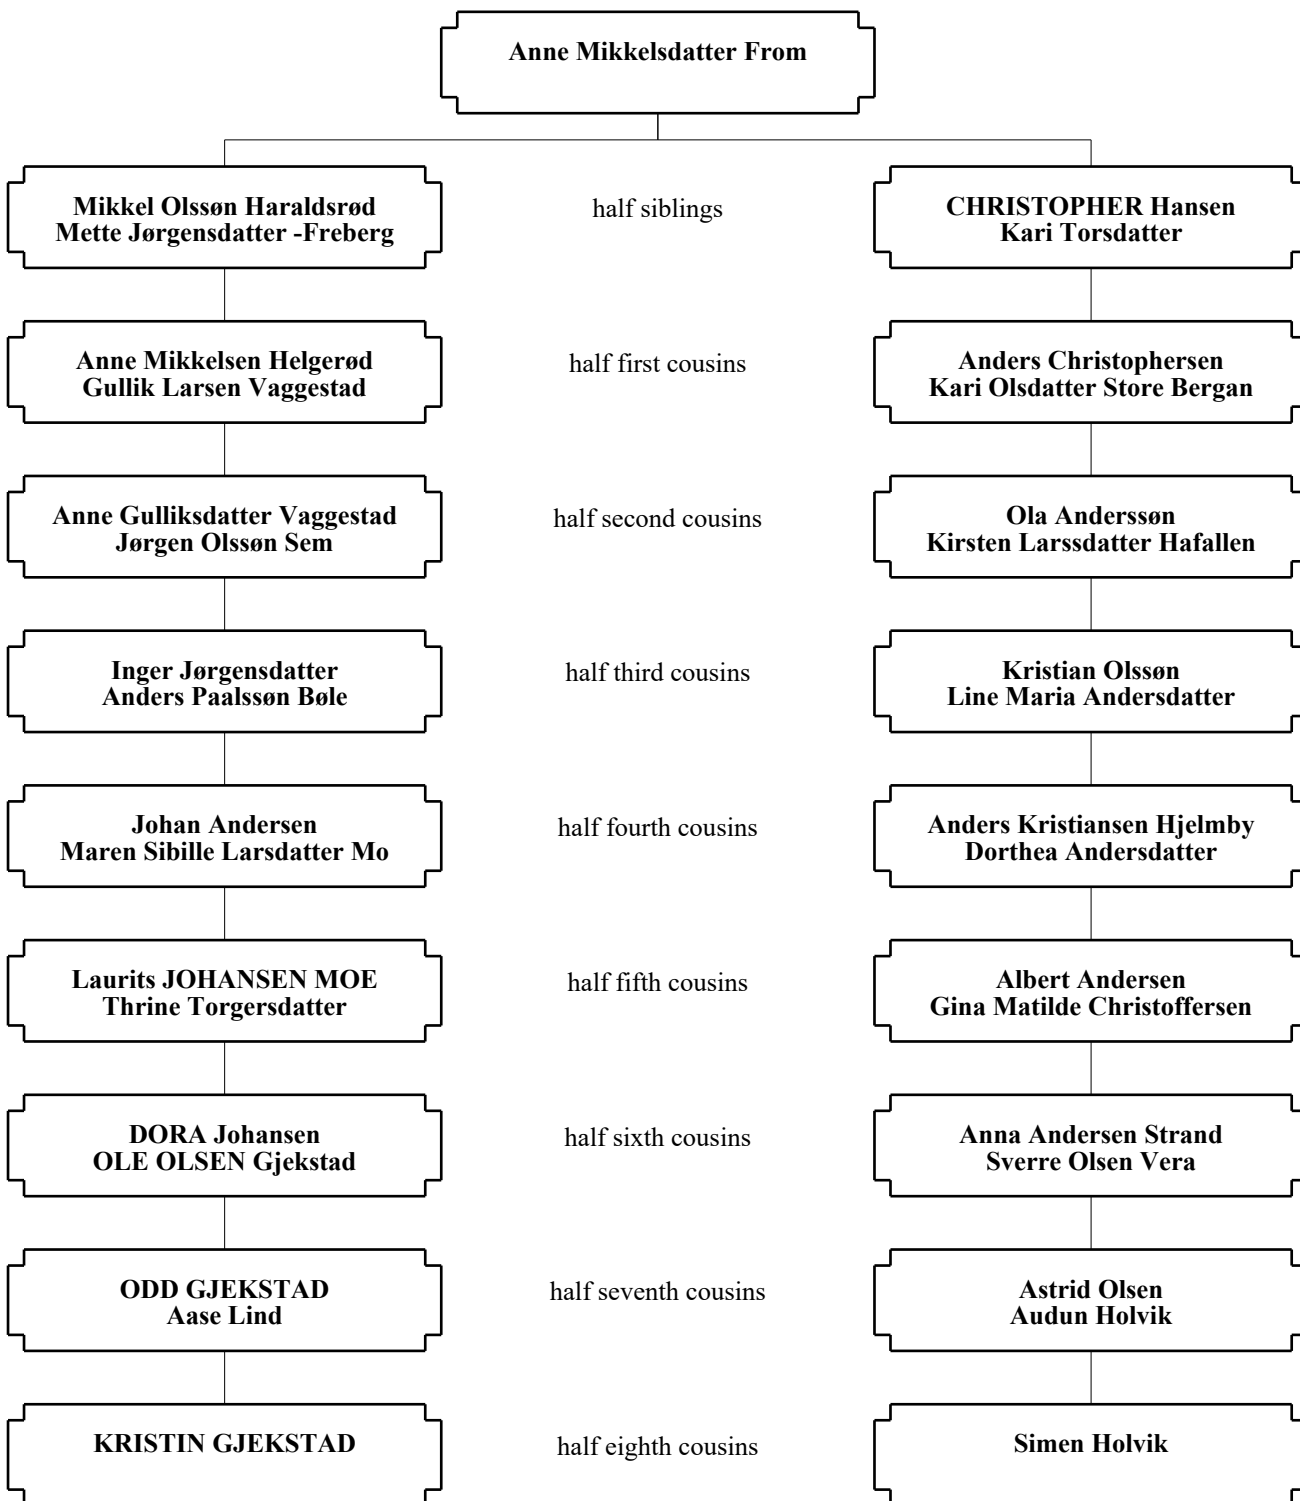 Anne Mikkelsdatter From
Mikkel Olssøn Haraldsrød
Mette Jørgensdatter -Freberg
half siblings
CHRISTOPHER Hansen
Kari Torsdatter
Anne Mikkelsen Helgerød
Gullik Larsen Vaggestad
half first cousins
Anders Christophersen
Kari Olsdatter Store Bergan
Anne Gulliksdatter Vaggestad
Jørgen Olssøn Sem
half second cousins
Ola Anderssøn
Kirsten Larssdatter Hafallen
Inger Jørgensdatter
Anders Paalssøn Bøle
half third cousins
Kristian Olssøn
Line Maria Andersdatter
Johan Andersen
Maren Sibille Larsdatter Mo
half fourth cousins
Anders Kristiansen Hjelmby
Dorthea Andersdatter
Laurits JOHANSEN MOE
Thrine Torgersdatter
half fifth cousins
Albert Andersen
Gina Matilde Christoffersen
DORA Johansen
OLE OLSEN Gjekstad
half sixth cousins
Anna Andersen Strand
Sverre Olsen Vera
ODD GJEKSTAD
Aase Lind
half seventh cousins
Astrid Olsen
Audun Holvik
KRISTIN GJEKSTAD
half eighth cousins
Simen Holvik